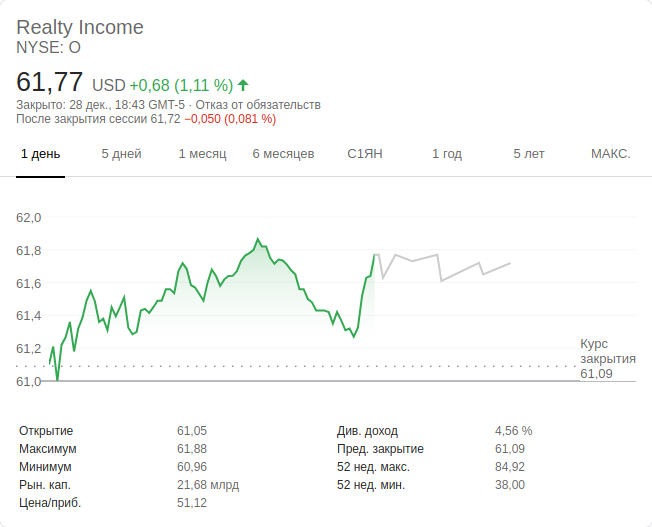 Realty Income
NYSE: O
61,77 USD +0,68 (1,11 %)
Закрыто: 28 дек., 18:43 GMT-5 · Отказ от обязательств
После закрытия сессии 61,72 −0,050 (0,081 %)
1 день 5 дней 1 месяц 6 месяцев С1ЯН 1 год 5 лет МАКС.
62,0
61,8
61,6
61,4
61,2
61,0
Курс
закрытия
61,09
Открытие 61,05 Див. доход 4,56 %
Максимум 61,88 Пред. закрытие 61,09
Минимум 60,96 52 нед. макс. 84,92
Рын. кап. 21,68 млрд 52 нед. мин. 38,00
Цена/приб. 51,12